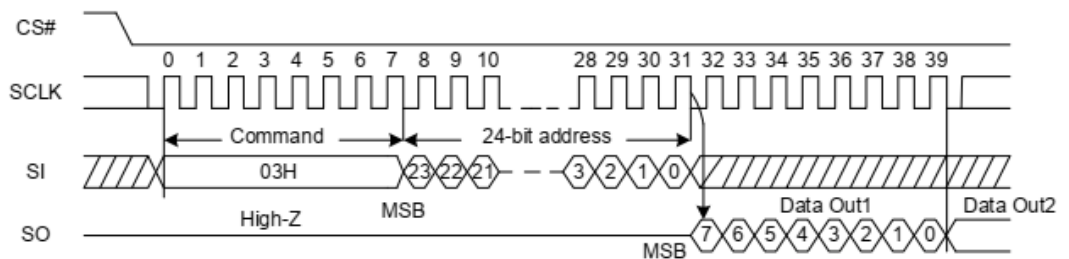 CS#
0 1 2 3 4 5 6 7 8 9 10 28 29 30 31 32 33 34 35 36 37 38 39
SCLK
Command 24-bit address
SI 03H 23 22 21 3 2 1 0
High-Z MSB Data Out1 Data Out2
SO MSB 7 6 5 4 3 2 1 0